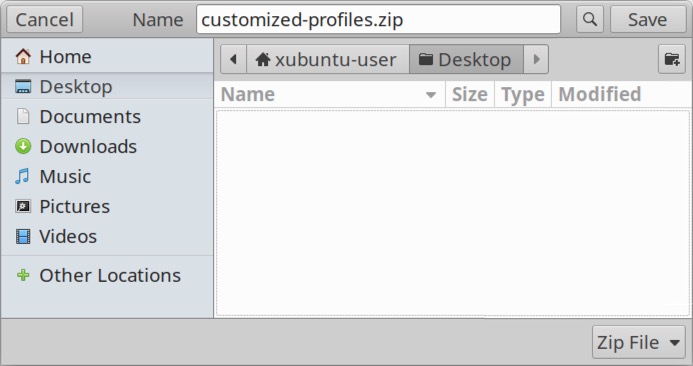 Cancel Name customized-profiles.zip Save
Home
xubuntu-user Desktop
Desktop
Documents
Downloads
Music
Pictures
Videos
Other Locations
Name Size Type Modified
Zip File